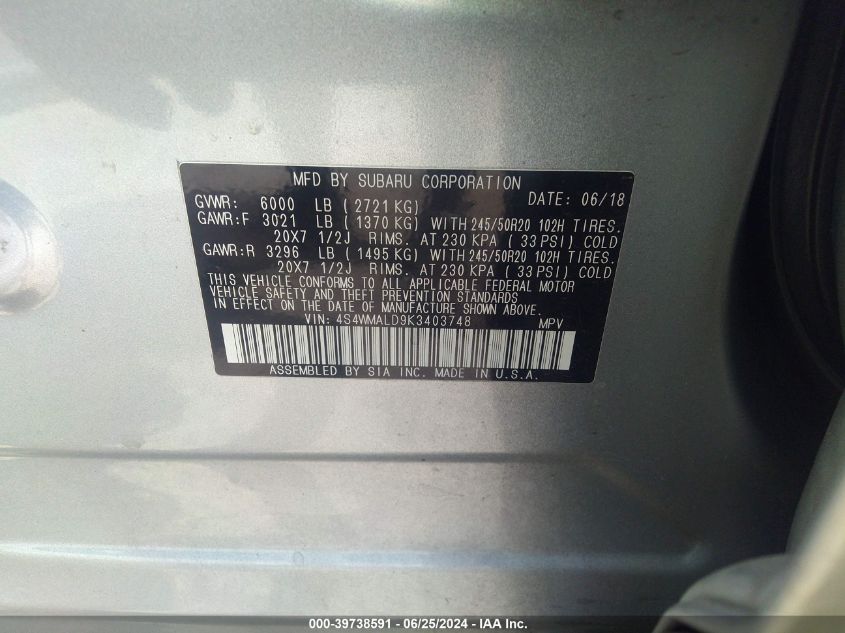 MFD BY SUBARU CORPORATION
DATE: 06/18
GVWR: 6000 LB ( 2721 KG)
GAWR:F 3021 LB ( 1370 KG) WITH 245/50R20 102H TIRES.
20X7 1/2J RIMS. AT 230 KPA ( 33 PSI) COLD
GAWR:R 3296 LB ( 1495 KG) WITH 245/50R20 102H TIRES.
20X7 1/2J RIMS. AT 230 KPA ( 33 PSI) COLD
THIS VEHICLE CONFORMS TO ALL APPLICABLE FEDERAL MOTOR
VEHICLE SAFETY AND THEFT PREVENTION STANDARDS
IN EFFECT ON THE DATE OF MANUFACTURE SHOWN ABOVE.
VIN: 4S4WMALD9K3403748 MPV
ASSEMBLED BY SIA INC. MADE IN U.S.A.
000-39738591 - 06/25/2024 - IAA Inc.